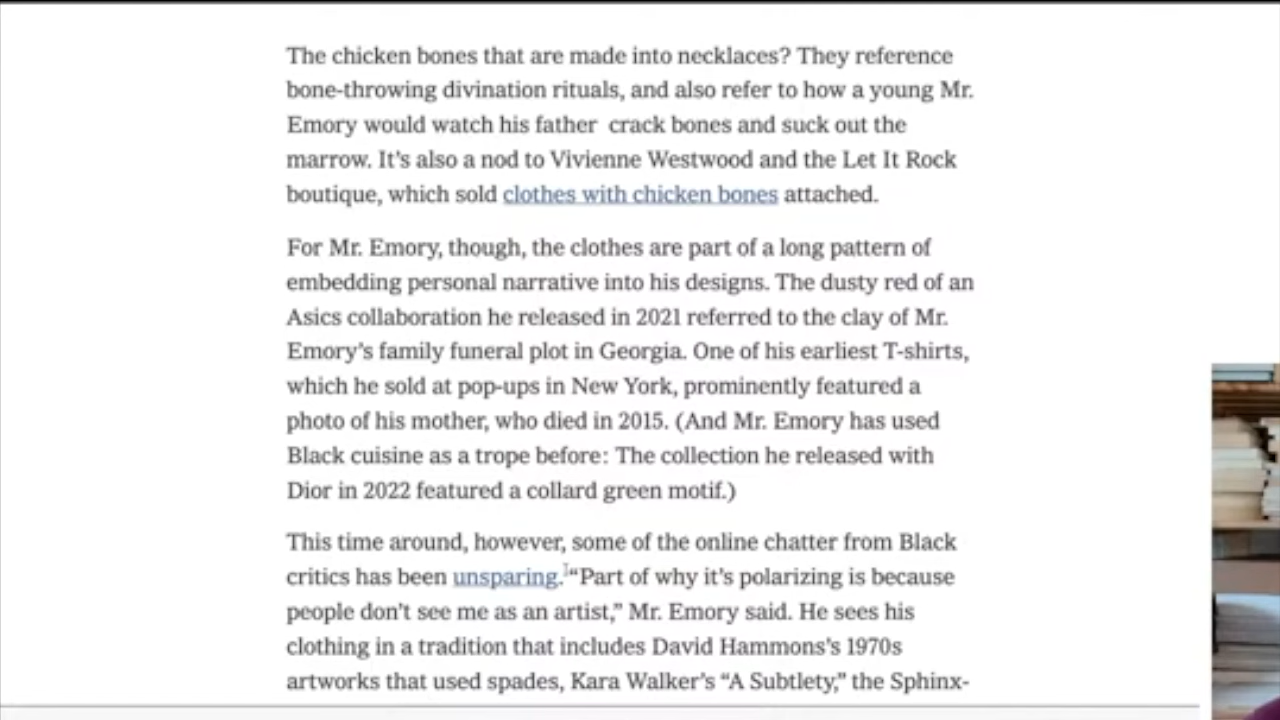 The chicken bones that are made into necklaces? They reference
bone-throwing divination rituals, and also refer to how a young Mr.
Emory would watch his father crack bones and suck out the
marrow. It’s also a nod to Vivienne Westwood and the Let It Rock
boutique, which sold clothes with chicken bones attached.
For Mr. Emory, though, the clothes are part of a long pattern of
embedding personal narrative into his designs. The dusty red of an
Asics collaboration he released in 2021 referred to the clay of Mr.
Emory’s family funeral plot in Georgia. One of his earliest T-shirts,
which he sold at pop-ups in New York, prominently featured a
photo of his mother, who died in 2015. (And Mr. Emory has used
Black cuisine as a trope before: The collection he released with
Dior in 2022 featured a collard green motif.)
This time around, however, some of the online chatter from Black
critics has been unsparing. “Part of why it’s polarizing is because
people don’t see me as an artist,” Mr. Emory said. He sees his
clothing in a tradition that includes David Hammons’s 1970s
artworks that used spades, Kara Walker’s “A Subtlety,” the Sphinx-